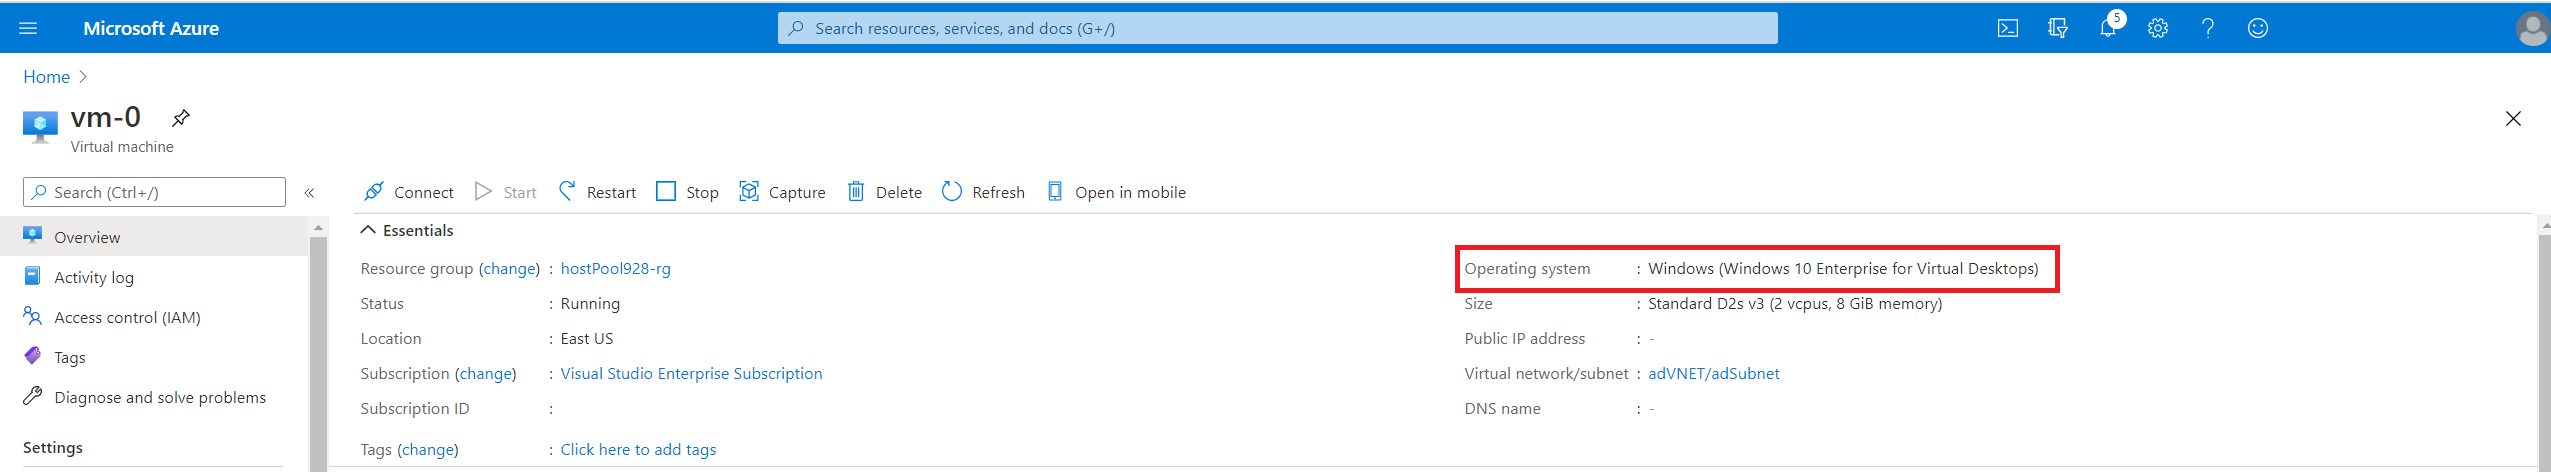 Microsoft Azure
Search resources, services, and docs (G+/)
5
Home
vm-0
Virtual machine
Search (Ctrl+/)
«
Connect
Start
Restart
Stop
Capture
Delete
Refresh
Open in mobile
Overview
Activity log
Access control (IAM)
Tags
Diagnose and solve problems
Settings
Essentials
Resource group (change) : hostPool928-rg
Status : Running
Location : East US
Subscription (change) : Visual Studio Enterprise Subscription
Subscription ID :
Tags (change) : Click here to add tags
Operating system : Windows (Windows 10 Enterprise for Virtual Desktops)
Size : Standard D2s v3 (2 vcpus, 8 GiB memory)
Public IP address : -
Virtual network/subnet : adVNET/adSubnet
DNS name : -